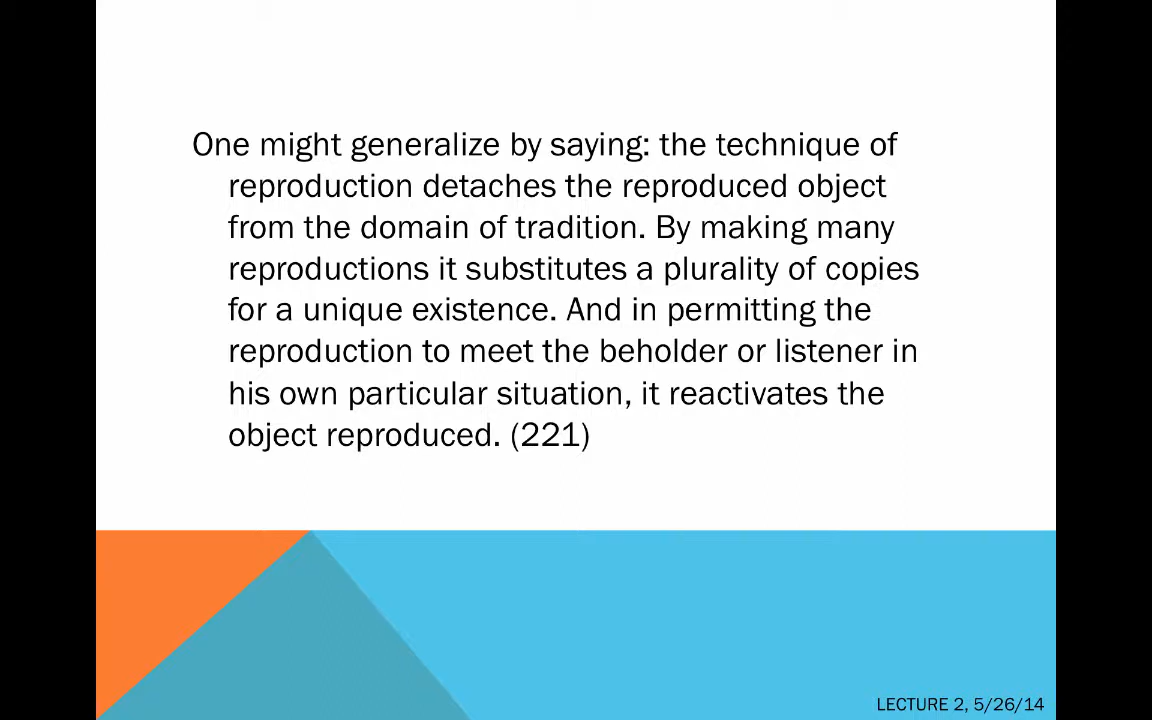 One might generalize by saying: the technique of
reproduction detaches the reproduced object
from the domain of tradition. By making many
reproductions it substitutes a plurality of copies
for a unique existence. And in permitting the
reproduction to meet the beholder or listener in
his own particular situation, it reactivates the
object reproduced. (221)
LECTURE 2, 5/26/14